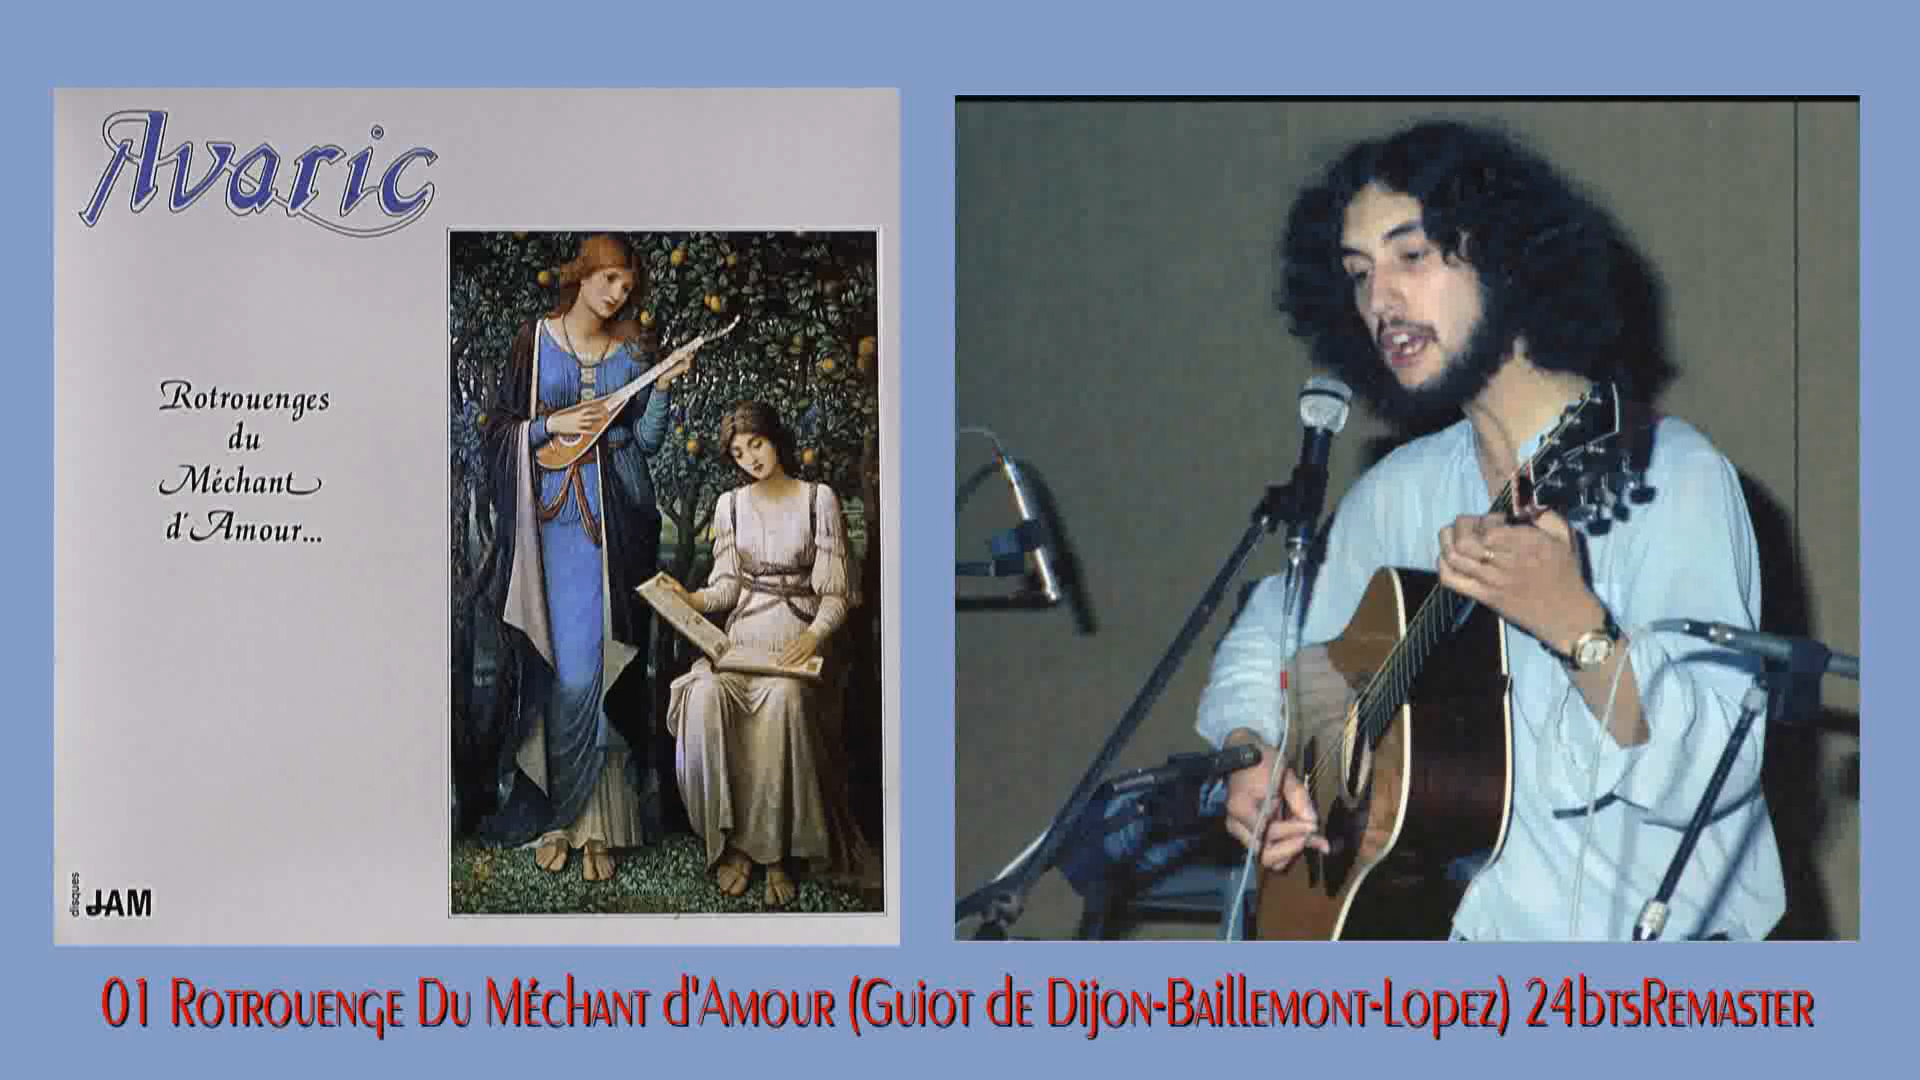 Avaric
Rotrouenges
du
Méchant
d'Amour...
disques
JAM
01 Rotrouenge Du Méchant d'Amour (Guiot de Dijon-Baillemont-Lopez) 24btsRemaster